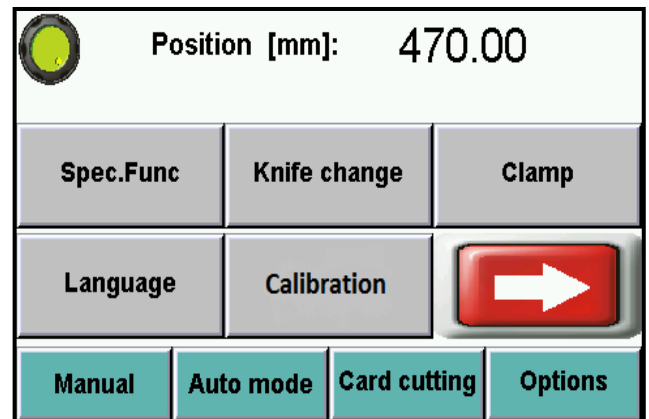 Position [mm]: 470.00
Spec.Func Knife change Clamp
Language Calibration
Manual Auto mode Card cutting Options